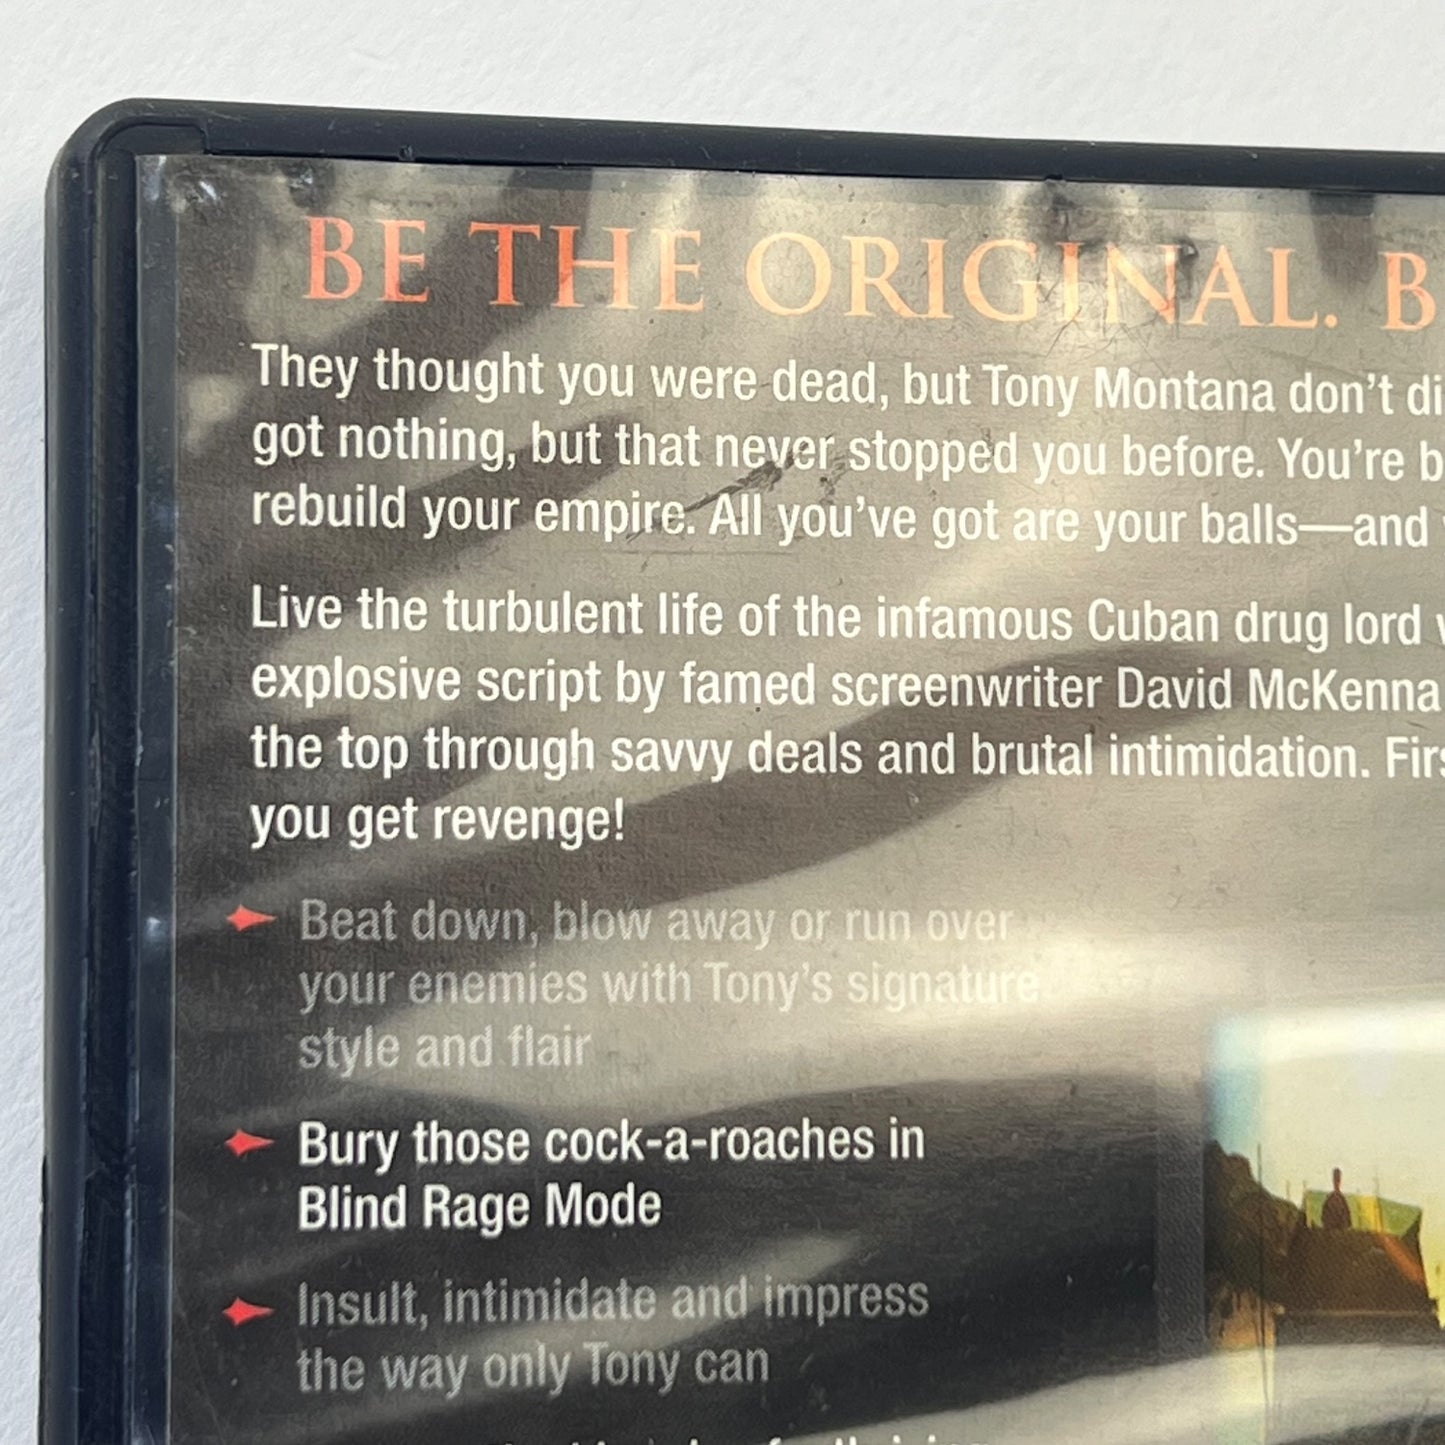 BE THE ORIGINAL. B
They thought you were dead, but Tony Montana don't di
got nothing, but that never stopped you before. You're b
rebuild your empire. All you've got are your balls—and
Live the turbulent life of the infamous Cuban drug lord
explosive script by famed screenwriter David McKenna
the top through savvy deals and brutal intimidation. Firs
you get revenge!
Beat down, blow away or run over
your enemies with Tony's signature
style and flair
Bury those cock-a-roaches in
Blind Rage Mode
Insult, intimidate and impress
the way only Tony can